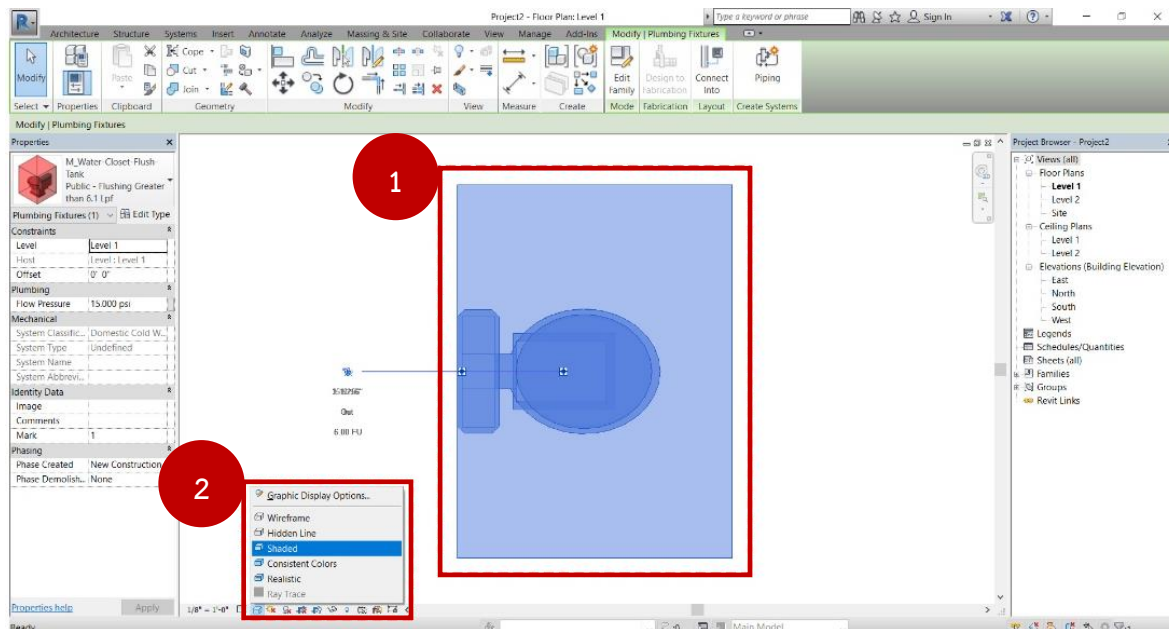 Project2 - Floor Plan: Level 1
Type a keyword or phrase
Sign In
Architecture Structure Systems Insert Annotate Analyze Massing & Site Collaborate View Manage Add-Ins Modify | Plumbing Fixtures
Modify
Paste
Cope
Cut
Join
Edit Family
Design to Fabrication
Connect Into
Piping
Select Properties Clipboard Geometry Modify View Measure Create Mode Fabrication Layout Create Systems
Modify | Plumbing Fixtures
Properties
M_Water Closet-Flush Tank
Public - Flushing Greater than 6.1 Lpf
Plumbing Fixtures (1) Edit Type
Constraints
Level Level 1
Host Level : Level 1
Offset 0' 0"
Plumbing
Flow Pressure 15.000 psi
Mechanical
System Classific... Domestic Cold W...
System Type Undefined
System Name
System Abbrevi...
Identity Data
Image
Comments
Mark 1
Phasing
Phase Created New Construction
Phase Demolish... None
Properties help Apply
1
Out
6.00 FU
2
Graphic Display Options...
Wireframe
Hidden Line
Shaded
Consistent Colors
Realistic
Ray Trace
1/8" = 1'-0"
Project Browser - Project2
Views (all)
Floor Plans
Level 1
Level 2
Site
Ceiling Plans
Level 1
Level 2
Elevations (Building Elevation)
East
North
South
West
Legends
Schedules/Quantities
Sheets (all)
Families
Groups
Revit Links
Ready
Main Model